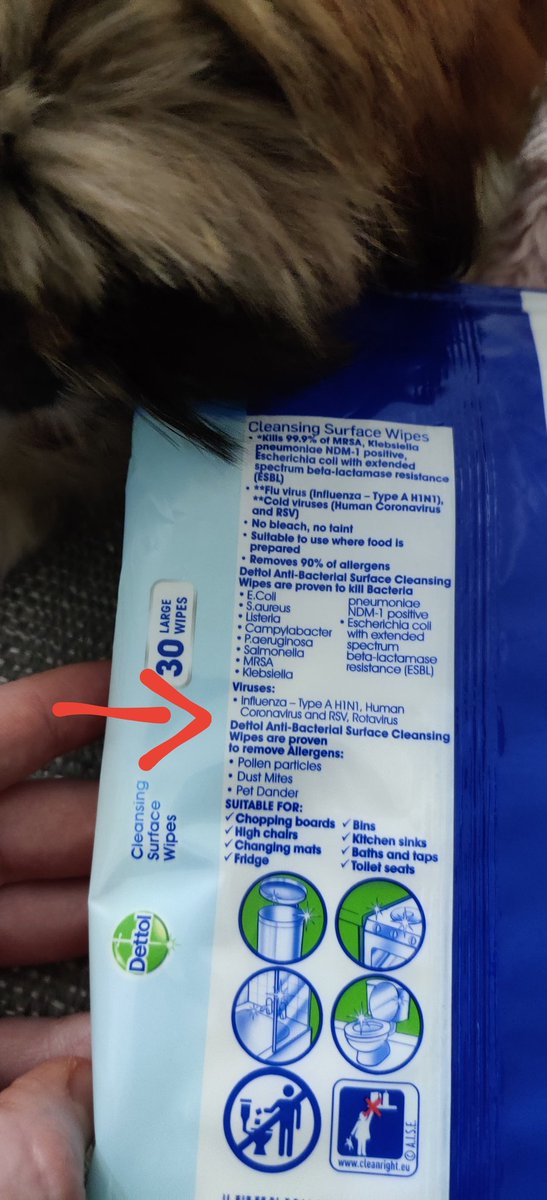 Cleansing Surface Wipes
• *Kills 99.9% of MRSA, Klebsiella
pneumoniae NDM-1 positive,
Escherichia coli with extended
spectrum beta-lactamase resistance
(ESBL)
• **Flu virus (Influenza – Type A H1N1),
**Cold viruses (Human Coronavirus
and RSV)
• No bleach, no taint
• Suitable to use where food is
prepared
• Removes 90% of allergens
Dettol Anti-Bacterial Surface Cleansing
Wipes are proven to kill Bacteria
• E.Coli
• S.aureus
• Listeria
• Campylabacter
• P.aeruginosa
• Salmonella
• MRSA
• Klebsiella
pneumoniae
NDM-1 positive
• Escherichia coli
with extended
spectrum
beta-lactamase
resistance (ESBL)
Viruses:
• Influenza – Type A H1N1, Human
Coronavirus and RSV, Rotavirus
Dettol Anti-Bacterial Surface Cleansing
Wipes are proven
to remove Allergens:
• Pollen particles
• Dust Mites
• Pet Dander
SUITABLE FOR:
✓ Chopping boards
✓ High chairs
✓ Changing mats
✓ Fridge
✓ Bins
✓ Kitchen sinks
✓ Baths and taps
✓ Toilet seats
30 LARGE
WIPES
Cleansing
Surface
Wipes
Dettol
www.cleanright.eu
© A.I.S.E.